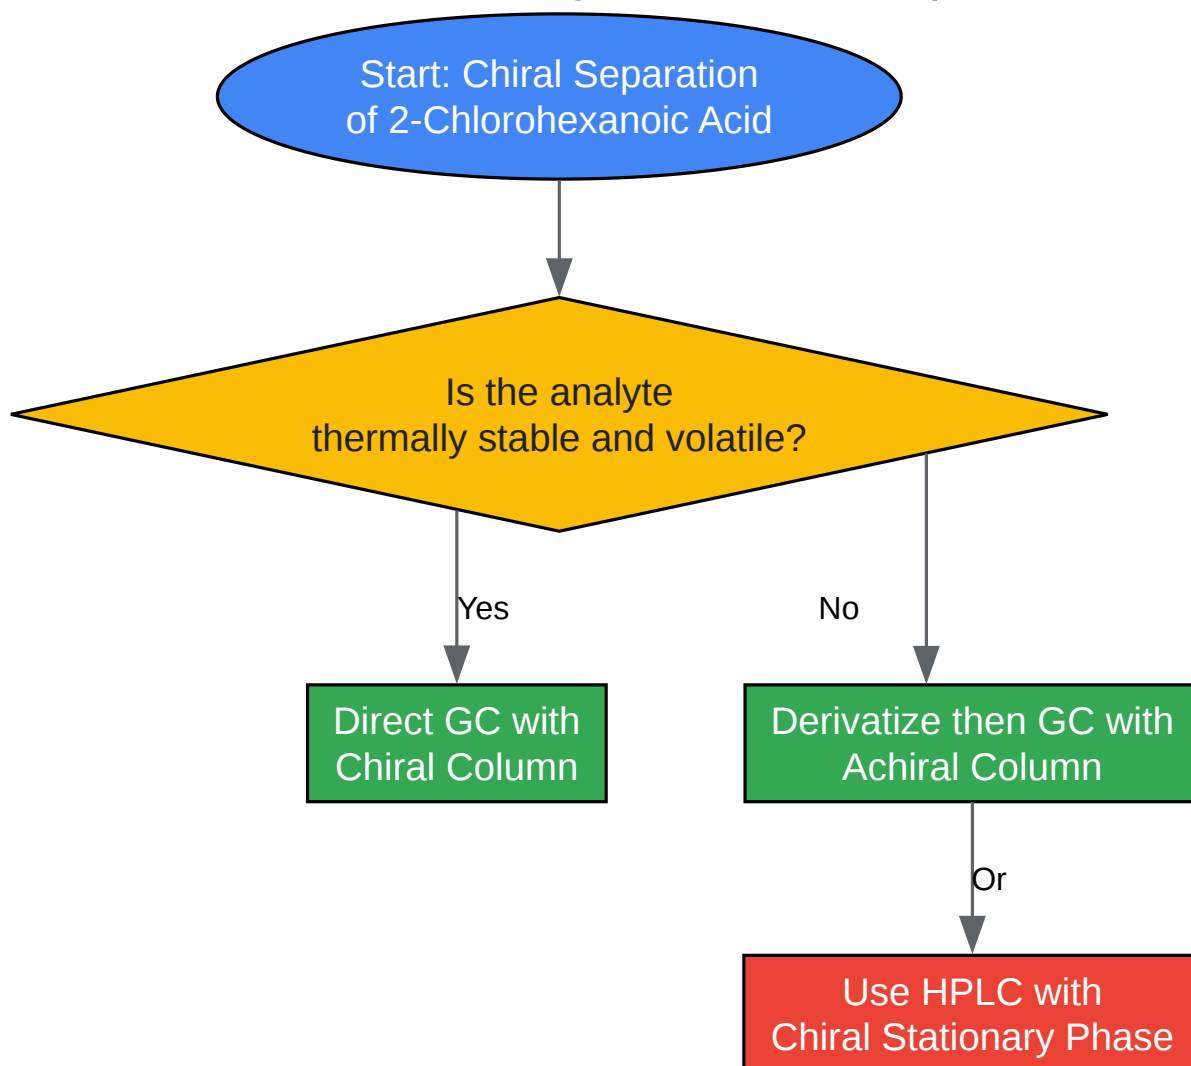 Start: Chiral Separation
of 2-Chlorohexanoic Acid
Is the analyte
thermally stable and volatile?
Yes
No
Direct GC with
Chiral Column
Derivatize then GC with
Achiral Column
Or
Use HPLC with
Chiral Stationary Phase